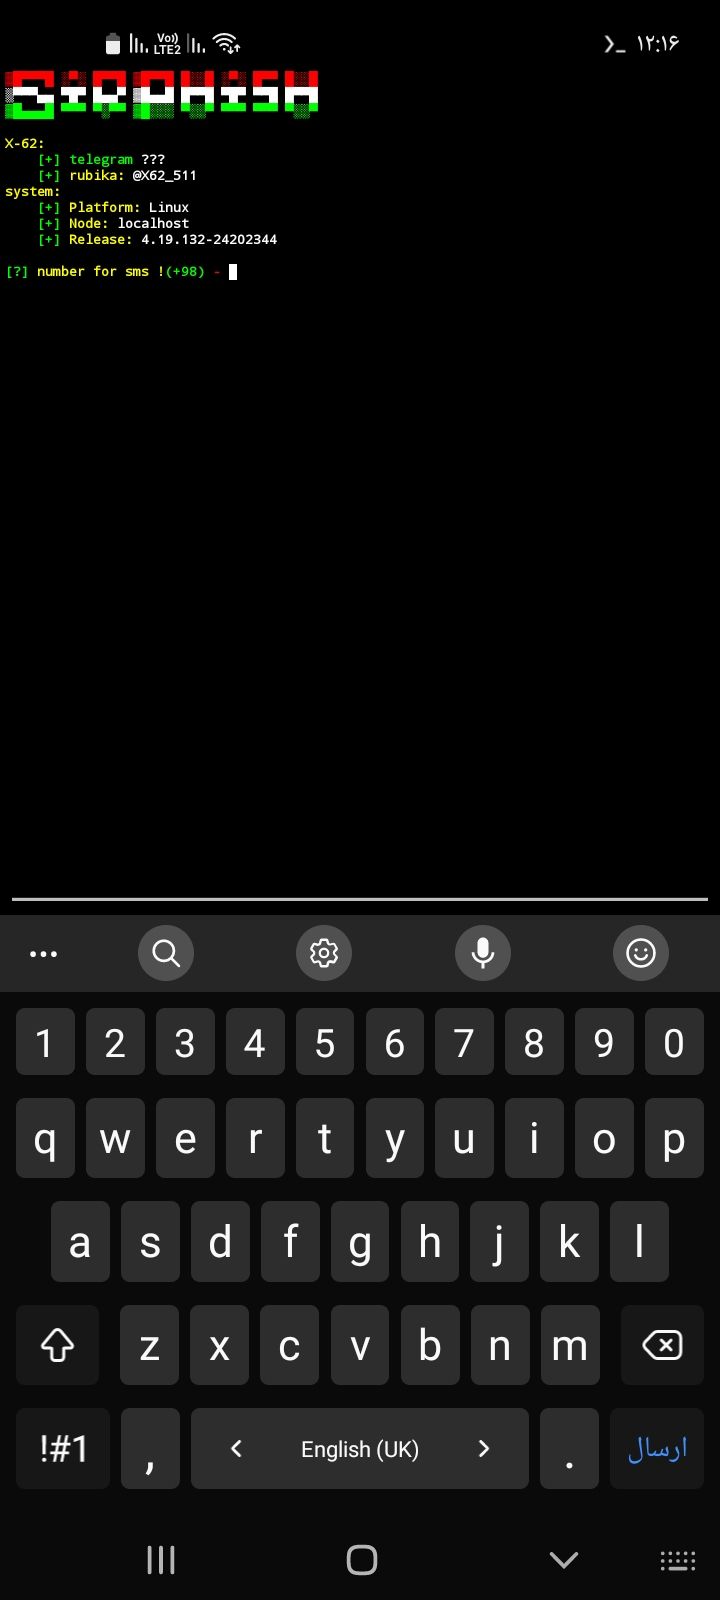 Vo))
LTE2
۱۲:۱۶
Stophish
X-62:
[+] telegram ???
[+] rubika: @X62_511
system:
[+] Platform: Linux
[+] Node: localhost
[+] Release: 4.19.132-24202344
[?] number for sms !(+98) -
1 2 3 4 5 6 7 8 9 0
q w e r t y u i o p
a s d f g h j k l
z x c v b n m
!#1 , < English (UK) > . ارسال